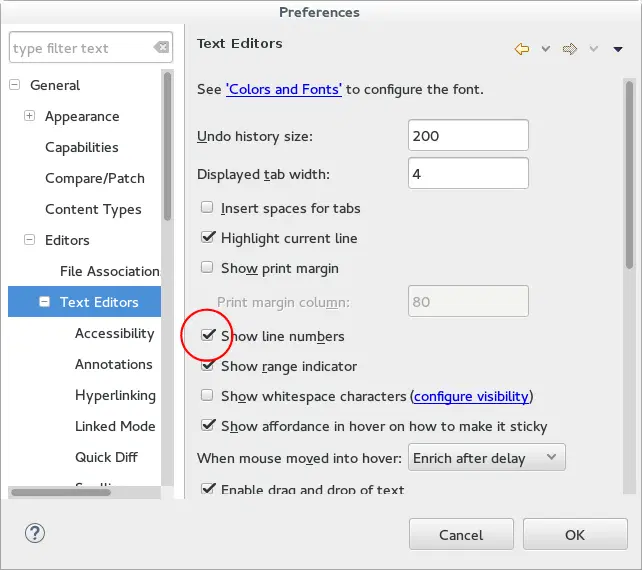 Preferences
type filter text
General
Appearance
Capabilities
Compare/Patch
Content Types
Editors
File Association
Text Editors
Accessibility
Annotations
Hyperlinking
Linked Mode
Quick Diff
Text Editors
See 'Colors and Fonts' to configure the font.
Undo history size: 200
Displayed tab width: 4
Insert spaces for tabs
Highlight current line
Show print margin
Print margin column: 80
Show line numbers
Show range indicator
Show whitespace characters (configure visibility)
Show affordance in hover on how to make it sticky
When mouse moved into hover: Enrich after delay
Enable drag and drop of text
Cancel OK